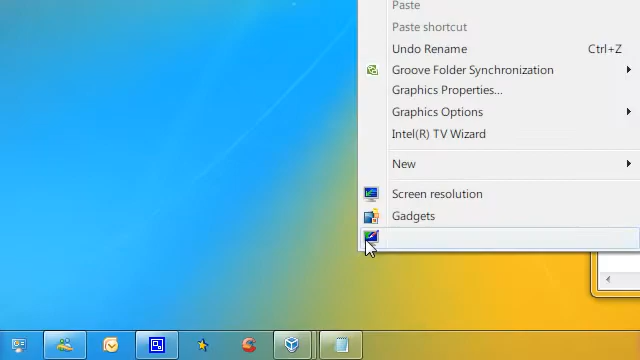 Paste
Paste shortcut
Undo Rename Ctrl+Z
Groove Folder Synchronization
Graphics Properties...
Graphics Options
Intel(R) TV Wizard
New
Screen resolution
Gadgets